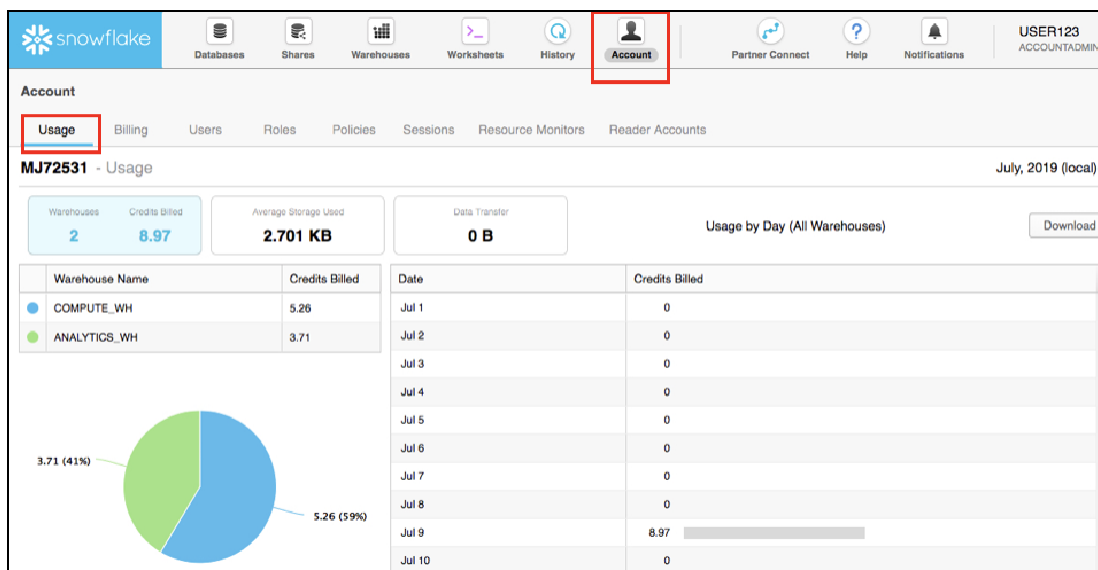 snowflake
Databases
Shares
Warehouses
Worksheets
History
Account
Partner Connect
Help
Notifications
USER123
ACCOUNTADMIN
Account
Usage
Billing
Users
Roles
Policies
Sessions
Resource Monitors
Reader Accounts
MJ72531 - Usage
July, 2019 (local)
Warehouses
2
Credits Billed
8.97
Average Storage Used
2.701 KB
Data Transfer
0 B
Usage by Day (All Warehouses)
Download
Warehouse Name Credits Billed
COMPUTE_WH 5.26
ANALYTICS_WH 3.71
3.71 (41%)
5.26 (59%)
Date Credits Billed
Jul 1 0
Jul 2 0
Jul 3 0
Jul 4 0
Jul 5 0
Jul 6 0
Jul 7 0
Jul 8 0
Jul 9 8.97
Jul 10 0